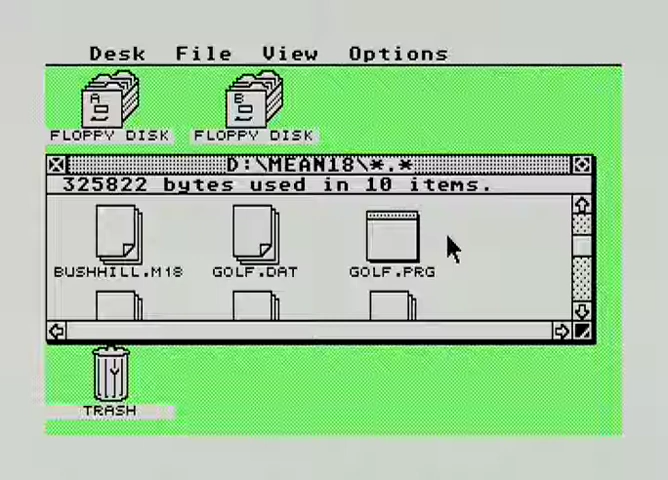 Desk File View Options
A B
FLOPPY DISK FLOPPY DISK
D:\MEAN18\*.*
325822 bytes used in 10 items.
BUSHHILL.M18 GOLF.DAT GOLF.PRG
TRASH